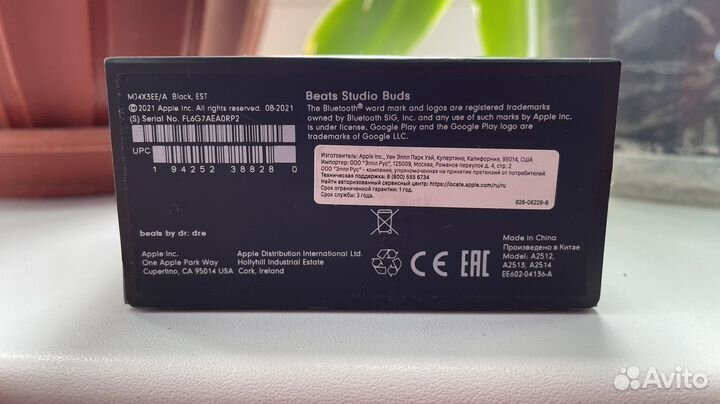 MJ4X3EE/A Black, EST
©2021 Apple Inc. All rights reserved. 08-2021
(S) Serial No. FL6G7AEA0RP2
UPC
1 94252 38828 0
beats by dr. dre
Apple Inc.
One Apple Park Way
Cupertino, CA 95014 USA
Apple Distribution International Ltd.
Hollyhill Industrial Estate
Cork, Ireland
Beats Studio Buds
The Bluetooth® word mark and logos are registered trademarks
owned by Bluetooth SIG, Inc. and any use of such marks by Apple
is under license. Google Play and the Google Play logo are
trademarks of Google LLC.
Изготовитель: Apple Inc., Уан Эппл Парк Уэй, Купертино, Калифорния, 95014, США
Импортер: ООО "Эппл Рус", 125009, Москва, Романов переулок д. 4, стр. 2
ООО "Эппл Рус" - компания, уполномоченная на принятие претензий от потребителей
Техническая поддержка: 8 (800) 555 6734
Найти авторизованный сервисный центр: https://locate.apple.com/ru/ru
Срок ограниченной гарантии: 1 год.
Срок службы: 3 года.
826-06226-B
CE EAC
Made in China
Произведено в Китае
Model: A2512,
A2513, A2514
EE602-04136-A
Avito